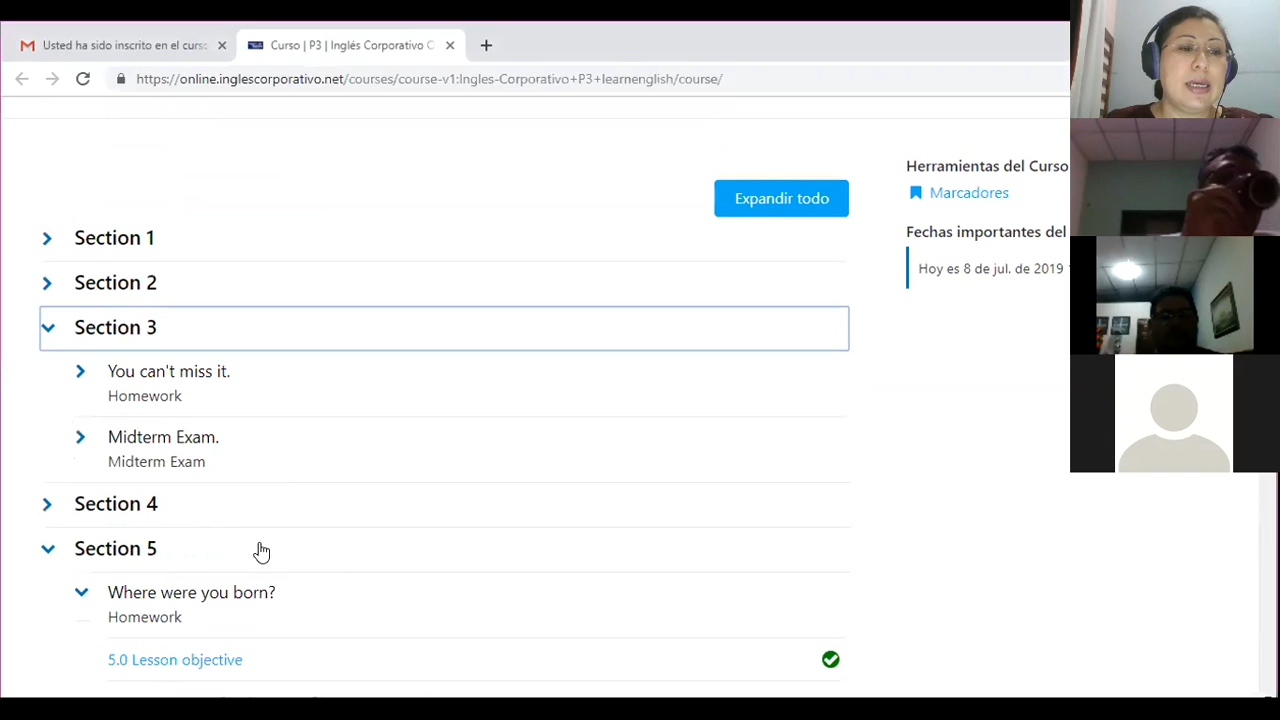 Usted ha sido inscrito en el curso
Curso | P3 | Inglés Corporativo C
https://online.inglescorporativo.net/courses/course-v1:Ingles-Corporativo+P3+learnenglish/course/
Herramientas del Curso
Expandir todo
Marcadores
Section 1
Fechas importantes del
Hoy es 8 de jul. de 2019
Section 2
Section 3
You can't miss it.
Homework
Midterm Exam.
Midterm Exam
Section 4
Section 5
Where were you born?
Homework
5.0 Lesson objective